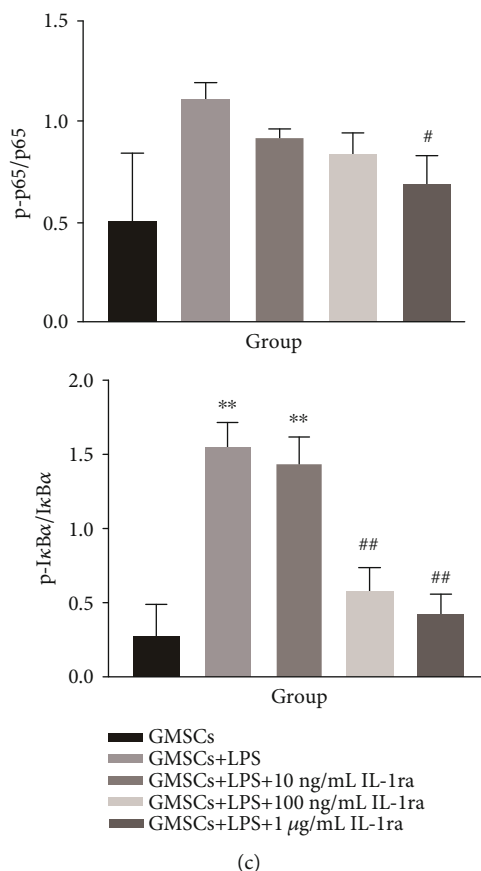 1.5
1.0
0.5
0.0
p-p65/p65
#
Group
2.0
1.5
1.0
0.5
0.0
p-IκBα/IκBα
** **
## ##
Group
GMSCs
GMSCs+LPS
GMSCs+LPS+10 ng/mL IL-1ra
GMSCs+LPS+100 ng/mL IL-1ra
GMSCs+LPS+1 μg/mL IL-1ra
(c)